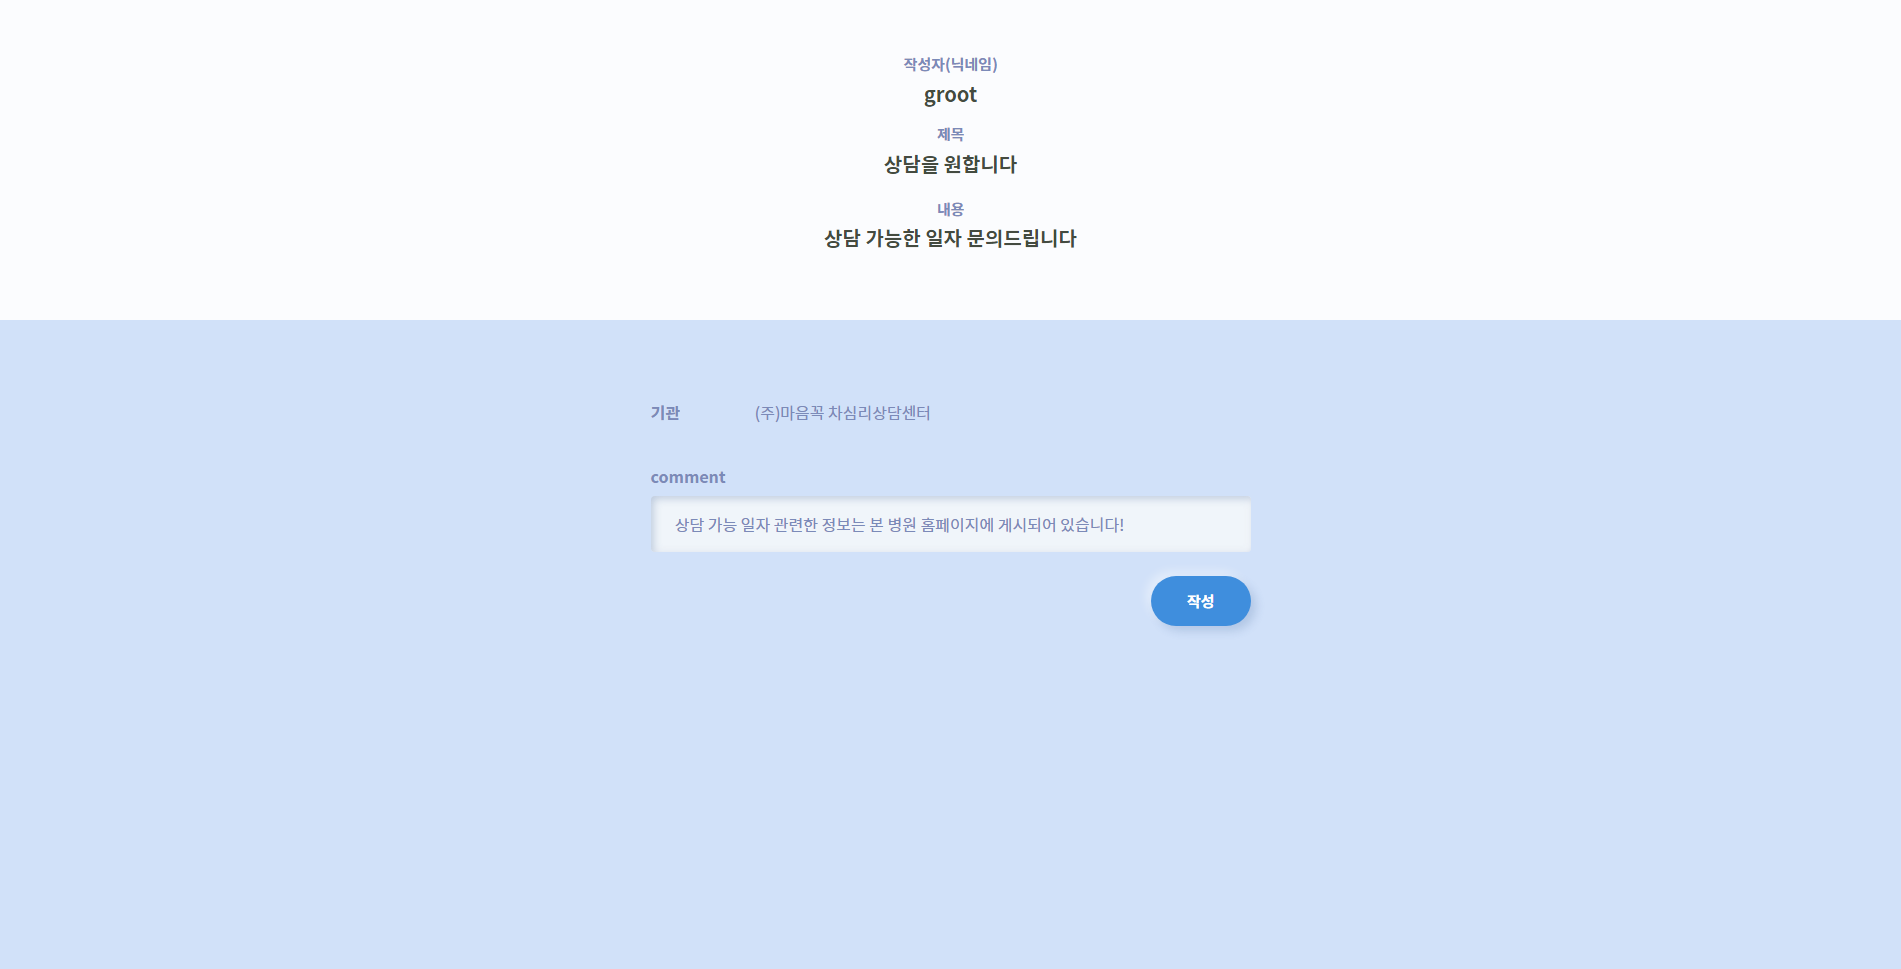 작성자(닉네임)
groot
제목
상담을 원합니다
내용
상담 가능한 일자 문의드립니다
기관 (주)마음꼭 차심리상담센터
comment
상담 가능 일자 관련한 정보는 본 병원 홈페이지에 게시되어 있습니다!
작성